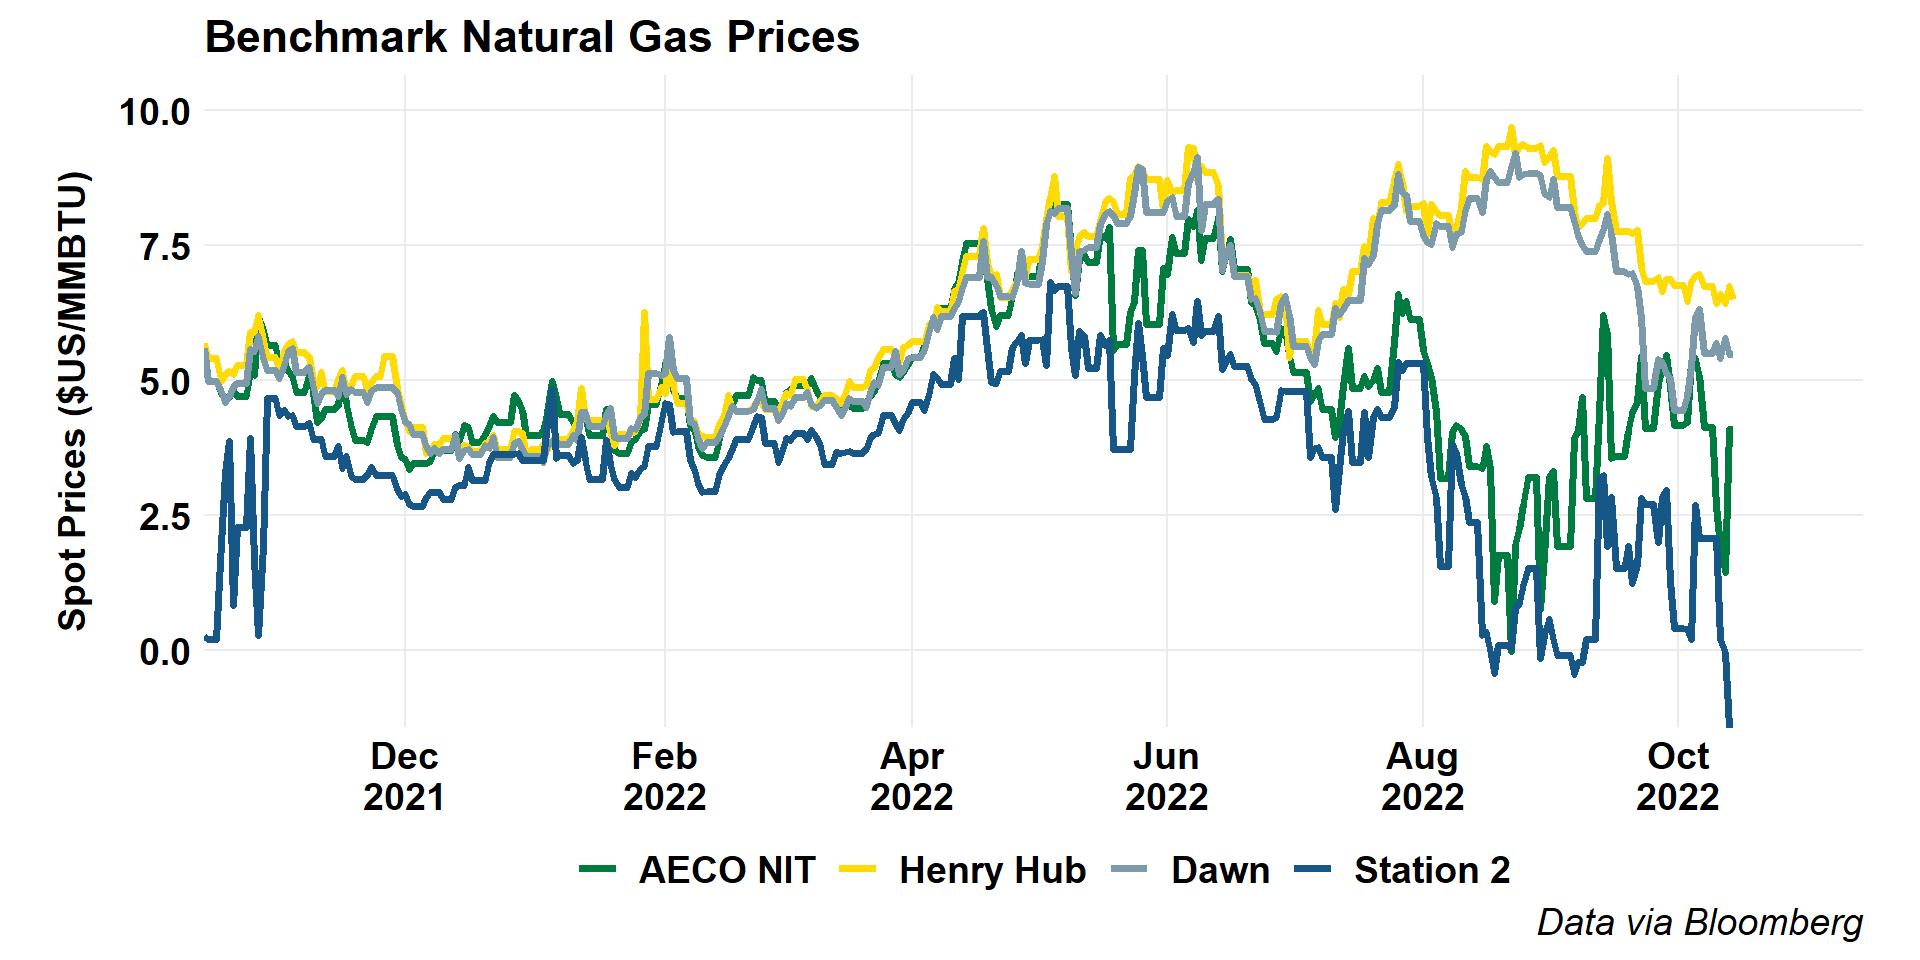 Benchmark Natural Gas Prices
Spot Prices ($US/MMBTU)
10.0
7.5
5.0
2.5
0.0
Dec Feb Apr Jun Aug Oct
2021 2022 2022 2022 2022 2022
AECO NIT Henry Hub Dawn Station 2
Data via Bloomberg